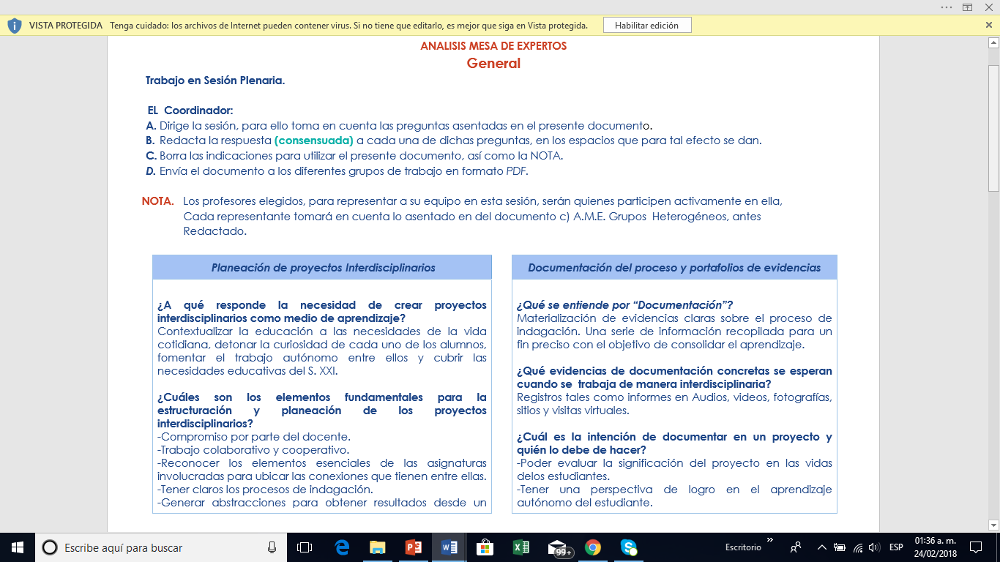 VISTA PROTEGIDA Tenga cuidado: los archivos de Internet pueden contener virus. Si no tiene que editarlo, es mejor que siga en Vista protegida. Habilitar edición
ANALISIS MESA DE EXPERTOS
General
Trabajo en Sesión Plenaria.
EL Coordinador:
A. Dirige la sesión, para ello toma en cuenta las preguntas asentadas en el presente documento.
B. Redacta la respuesta (consensuada) a cada una de dichas preguntas, en los espacios que para tal efecto se dan.
C. Borra las indicaciones para utilizar el presente documento, así como la NOTA.
D. Envía el documento a los diferentes grupos de trabajo en formato PDF.
NOTA. Los profesores elegidos, para representar a su equipo en esta sesión, serán quienes participen activamente en ella,
Cada representante tomará en cuenta lo asentado en del documento c) A.M.E. Grupos Heterogéneos, antes
Redactado.
Planeación de proyectos Interdisciplinarios
¿A qué responde la necesidad de crear proyectos
interdisciplinarios como medio de aprendizaje?
Contextualizar la educación a las necesidades de la vida
cotidiana, detonar la curiosidad de cada uno de los alumnos,
fomentar el trabajo autónomo entre ellos y cubrir las
necesidades educativas del S. XXI.
¿Cuáles son los elementos fundamentales para la
estructuración y planeación de los proyectos
interdisciplinarios?
-Compromiso por parte del docente.
-Trabajo colaborativo y cooperativo.
-Reconocer los elementos esenciales de las asignaturas
involucradas para ubicar las conexiones que tienen entre ellas.
-Tener claros los procesos de indagación.
-Generar abstracciones para obtener resultados desde un
Documentación del proceso y portafolios de evidencias
¿Qué se entiende por “Documentación”?
Materialización de evidencias claras sobre el proceso de
indagación. Una serie de información recopilada para un
fin preciso con el objetivo de consolidar el aprendizaje.
¿Qué evidencias de documentación concretas se esperan
cuando se trabaja de manera interdisciplinaria?
Registros tales como informes en Audios, videos, fotografías,
sitios y visitas virtuales.
¿Cuál es la intención de documentar en un proyecto y
quién lo debe de hacer?
-Poder evaluar la significación del proyecto en las vidas
delos estudiantes.
-Tener una perspectiva de logro en el aprendizaje
autónomo del estudiante.
Escribe aquí para buscar
99+
Escritorio
ESP
01:36 a. m.
24/02/2018